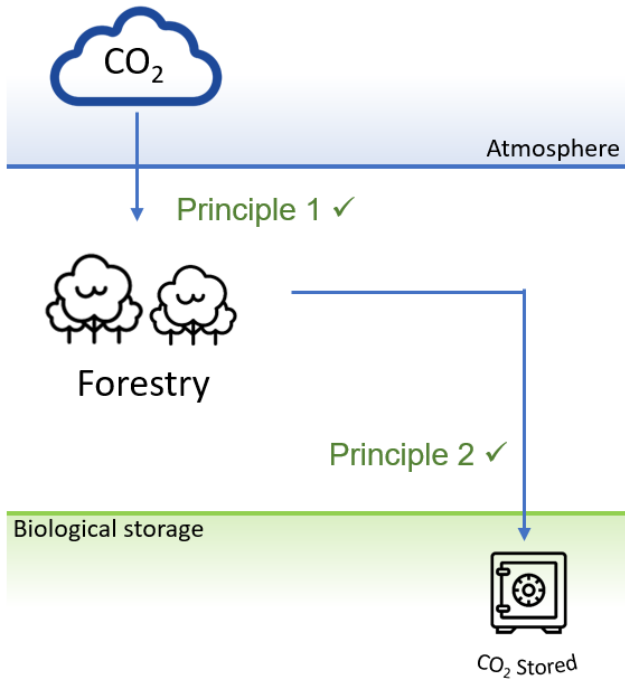 CO₂
Atmosphere
Principle 1 ✓
Forestry
Principle 2 ✓
Biological storage
CO₂ Stored